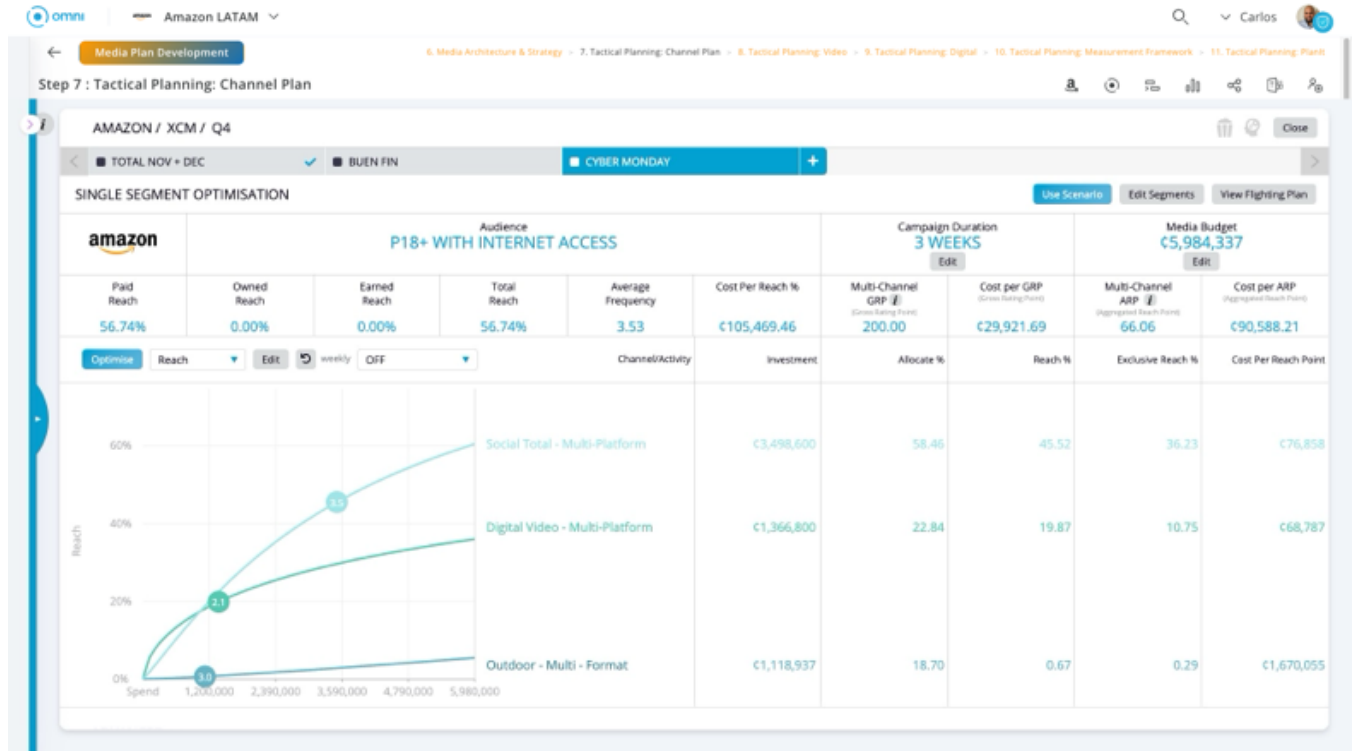 omni
amazon Amazon LATAM
Carlos
Media Plan Development
6. Media Architecture & Strategy > 7. Tactical Planning: Channel Plan > 8. Tactical Planning: Video > 9. Tactical Planning: Digital > 10. Tactical Planning: Measurement Framework > 11. Tactical Planning: Planni
Step 7 : Tactical Planning: Channel Plan
a
i
AMAZON / XCM / Q4
Close
TOTAL NOV + DEC
BUEN FIN
CYBER MONDAY
+
SINGLE SEGMENT OPTIMISATION
Use Scenario
Edit Segments
View Flighting Plan
amazon
Audience
P18+ WITH INTERNET ACCESS
Campaign Duration
3 WEEKS
Edit
Media Budget
¢5,984,337
Edit
Paid Reach
56.74%
Owned Reach
0.00%
Earned Reach
0.00%
Total Reach
56.74%
Average Frequency
3.53
Cost Per Reach %
¢105,469.46
Multi-Channel GRP i
(Gross Rating Point)
200.00
Cost per GRP
(Gross Rating Point)
¢29,921.69
Multi-Channel ARP i
(Aggregated Reach Point)
66.06
Cost per ARP
(Aggregated Reach Point)
¢90,588.21
Optimise
Reach
Edit
weekly
OFF
Channel/Activity
Investment
Allocate %
Reach %
Exclusive Reach %
Cost Per Reach Point
60%
40%
20%
0%
Reach
3.5
2.1
3.0
Spend 1,200,000 2,390,000 3,590,000 4,790,000 5,980,000
Social Total - Multi-Platform ¢3,498,600 58.46 45.52 36.23 ¢76,858
Digital Video - Multi-Platform ¢1,366,800 22.84 19.87 10.75 ¢68,787
Outdoor - Multi - Format ¢1,118,937 18.70 0.67 0.29 ¢1,670,055